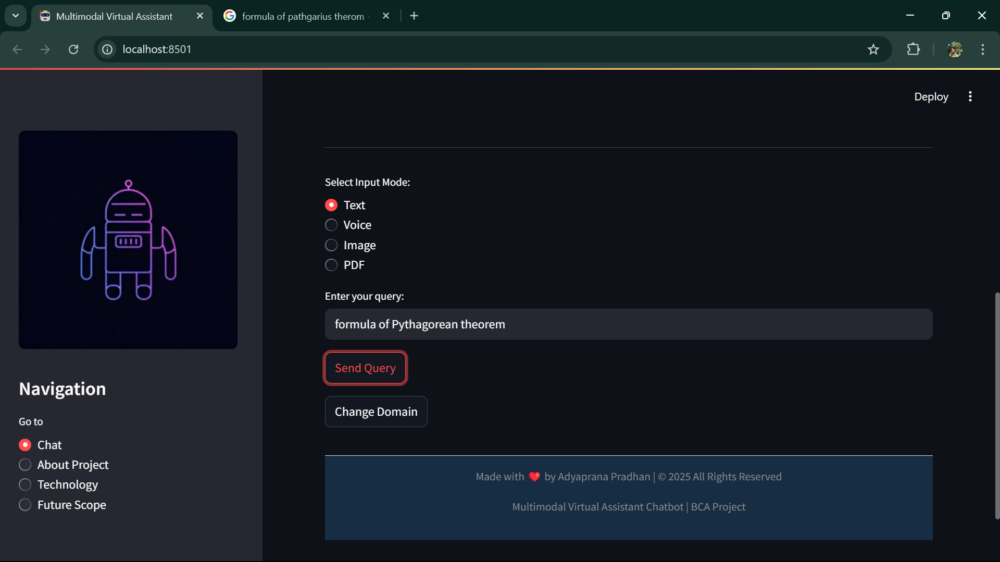 Multimodal Virtual Assistant
formula of pathgarius therom -
localhost:8501
Deploy
Select Input Mode:
Text
Voice
Image
PDF
Enter your query:
formula of Pythagorean theorem
Send Query
Change Domain
Made with ❤️ by Adyaprana Pradhan | © 2025 All Rights Reserved
Multimodal Virtual Assistant Chatbot | BCA Project
Navigation
Go to
Chat
About Project
Technology
Future Scope